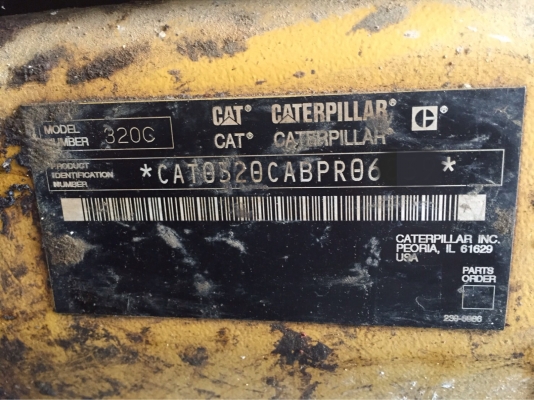 CAT CATERPILLAR C
CAT® CATERPILLAR
MODEL NUMBER 320C
PRODUCT IDENTIFICATION NUMBER *CAT0320CABPR06 *
CATERPILLAR INC.
PEORIA, IL 61629
USA
PARTS ORDER